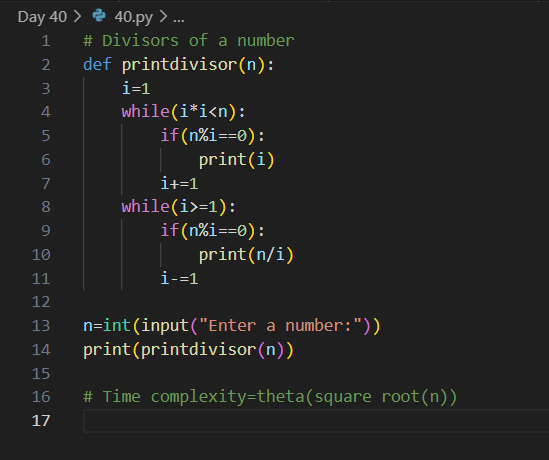 Day 40 > 40.py > ...
1 # Divisors of a number
2 def printdivisor(n):
3     i=1
4     while(i*i<n):
5         if(n%i==0):
6             print(i)
7         i+=1
8     while(i>=1):
9         if(n%i==0):
10             print(n/i)
11         i-=1
12
13 n=int(input("Enter a number:"))
14 print(printdivisor(n))
15
16 # Time complexity=theta(square root(n))
17